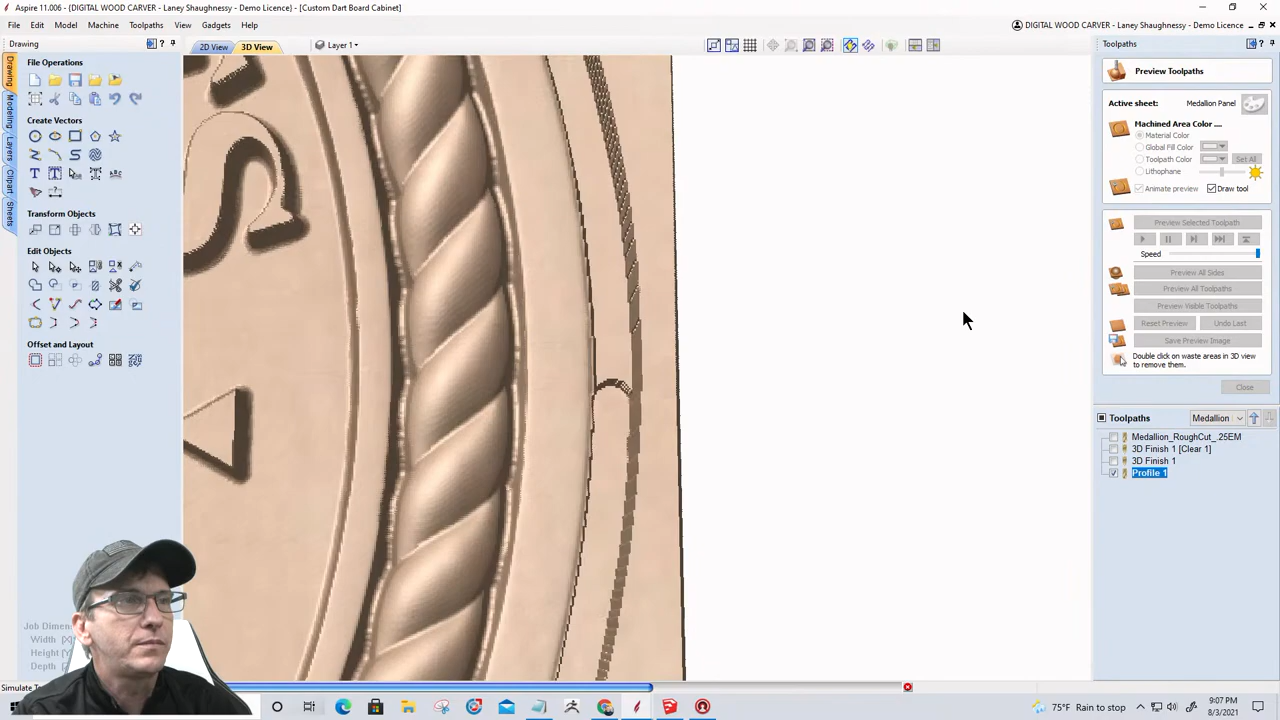 Aspire 11.006 - (DIGITAL WOOD CARVER - Laney Shaughnessy - Demo Licence) - [Custom Dart Board Cabinet]
File Edit Model Machine Toolpaths View Gadgets Help
DIGITAL WOOD CARVER - Laney Shaughnessy - Demo Licence
Drawing
2D View 3D View Layer 1
Toolpaths
Drawing
Modeling
Layers
Clipart
Sheets
File Operations
Create Vectors
Transform Objects
Edit Objects
Offset and Layout
Job Dimen
Width [X]
Height [Y]
Depth [Z]
Preview Toolpaths
Active sheet: Medallion Panel
Machined Area Color ....
Material Color
Global Fill Color
Toolpath Color Set All
Lithophane
Animate preview Draw tool
Preview Selected Toolpath
Speed
Preview All Sides
Preview All Toolpaths
Preview Visible Toolpaths
Reset Preview Undo Last
Save Preview Image
Double click on waste areas in 3D view
to remove them.
Close
Toolpaths Medallion
Medallion_RoughCut_.25EM
3D Finish 1 [Clear 1]
3D Finish 1
Profile 1
75°F Rain to stop
9:07 PM
8/3/2021